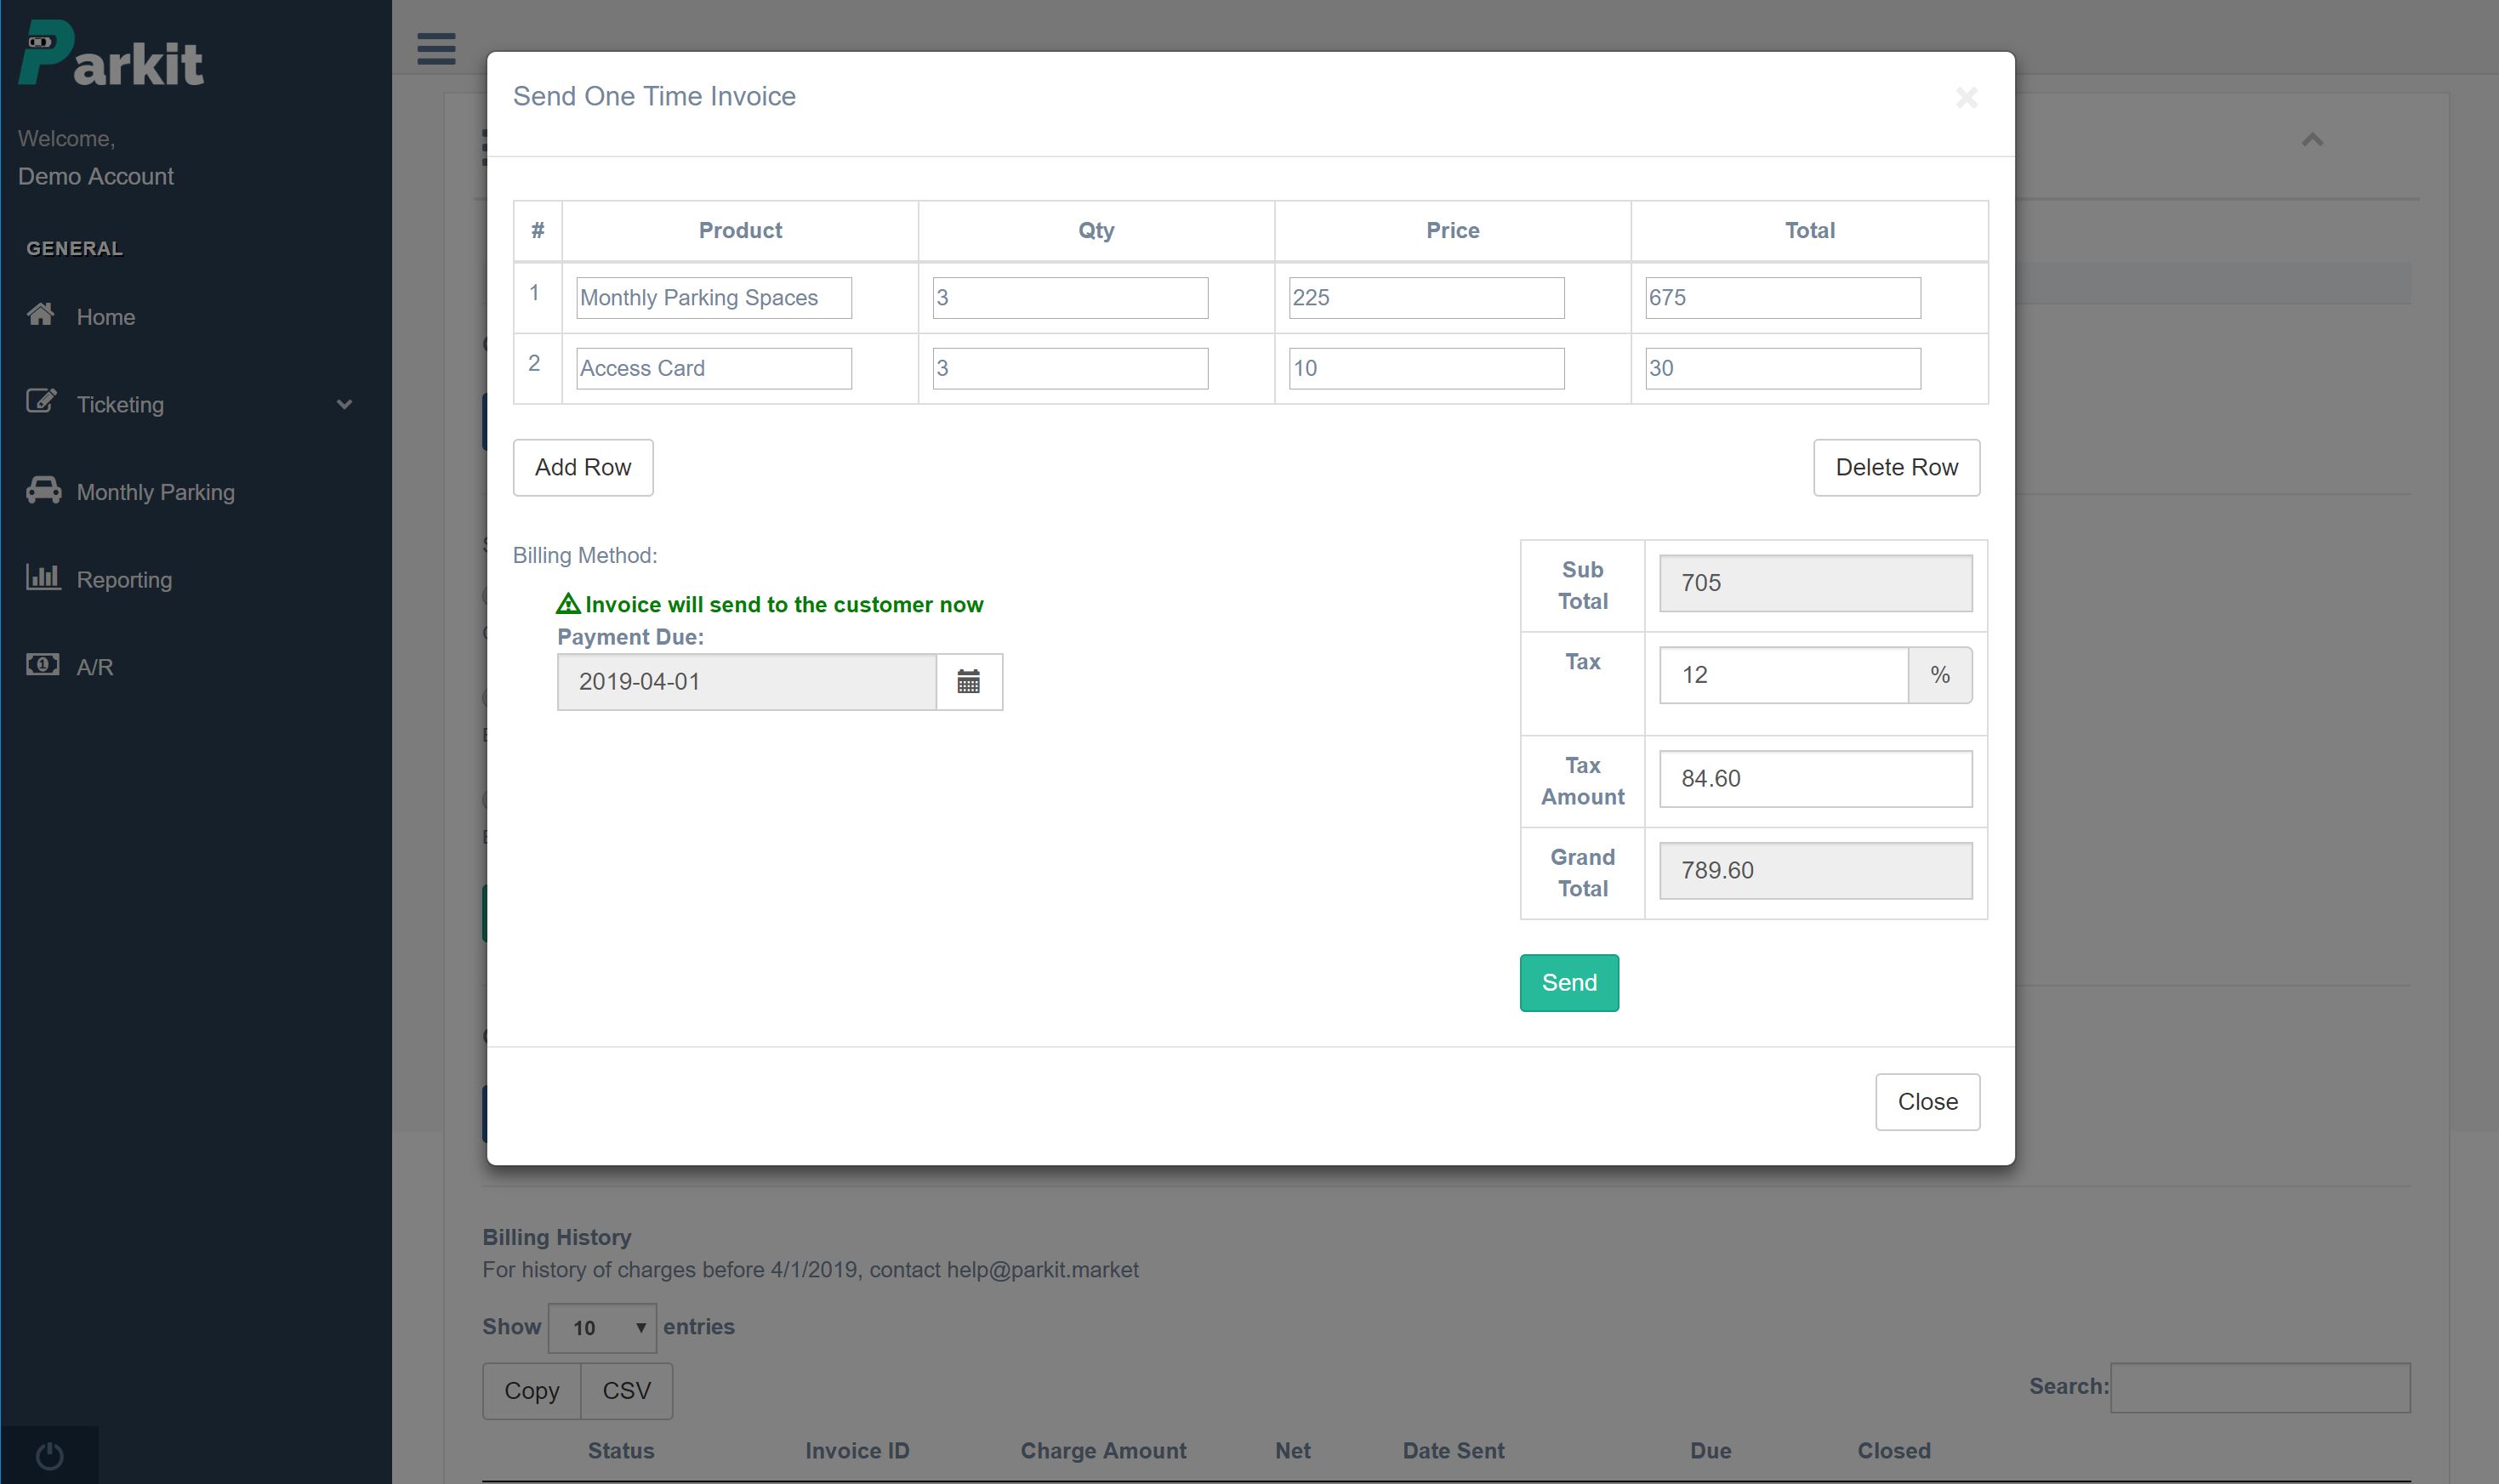 Parkit
Welcome,
Demo Account
GENERAL
Home
Ticketing
Monthly Parking
Reporting
A/R
Send One Time Invoice
×
# Product Qty Price Total
1 Monthly Parking Spaces 3 225 675
2 Access Card 3 10 30
Add Row Delete Row
Billing Method:
Invoice will send to the customer now
Payment Due:
2019-04-01
Sub
Total
705
Tax
12 %
Tax
Amount
84.60
Grand
Total
789.60
Send
Close
Billing History
For history of charges before 4/1/2019, contact help@parkit.market
Show 10 entries
Copy CSV
Search:
Status Invoice ID Charge Amount Net Date Sent Due Closed